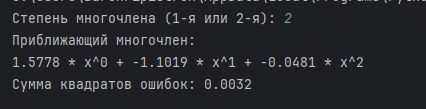 Степень многочлена (1-я или 2-я): 2
Приближающий многочлен:
1.5778 * x^0 + -1.1019 * x^1 + -0.0481 * x^2
Сумма квадратов ошибок: 0.0032